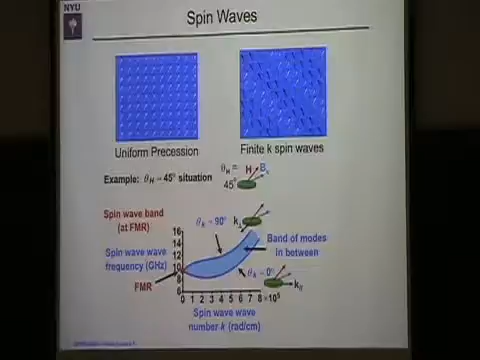 NYU
Spin Waves
Uniform Precession
Finite k spin waves
Example: θH = 45° situation
θH =
45°
H
Spin wave band
(at FMR)
θk = 90°
k⊥
Spin wave wave
frequency (GHz)
16
14
12
10
8
6
Band of modes
in between
θk = 0°
FMR
0 1 2 3 4 5 6 7 8 ×10⁵
Spin wave wave
number k (rad/cm)